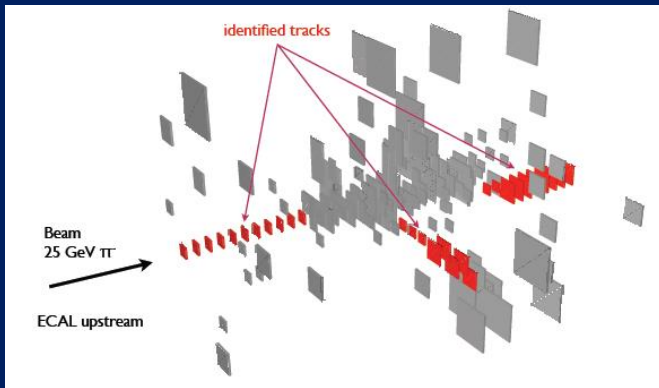 identified tracks
Beam
25 GeV π⁻
ECAL upstream